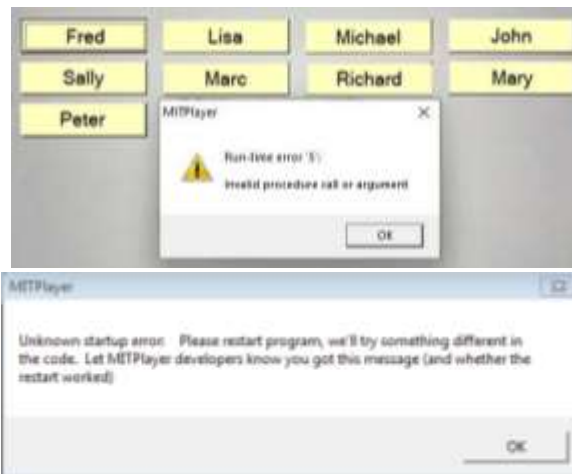 Fred Lisa Michael John
Sally Marc Richard Mary
Peter
MITPlayer
Run-time error '5':
Invalid procedure call or argument
OK
MITPlayer
Unknown startup error. Please restart program, we'll try something different in
the code. Let MITPlayer developers know you got this message (and whether the
restart worked)
OK